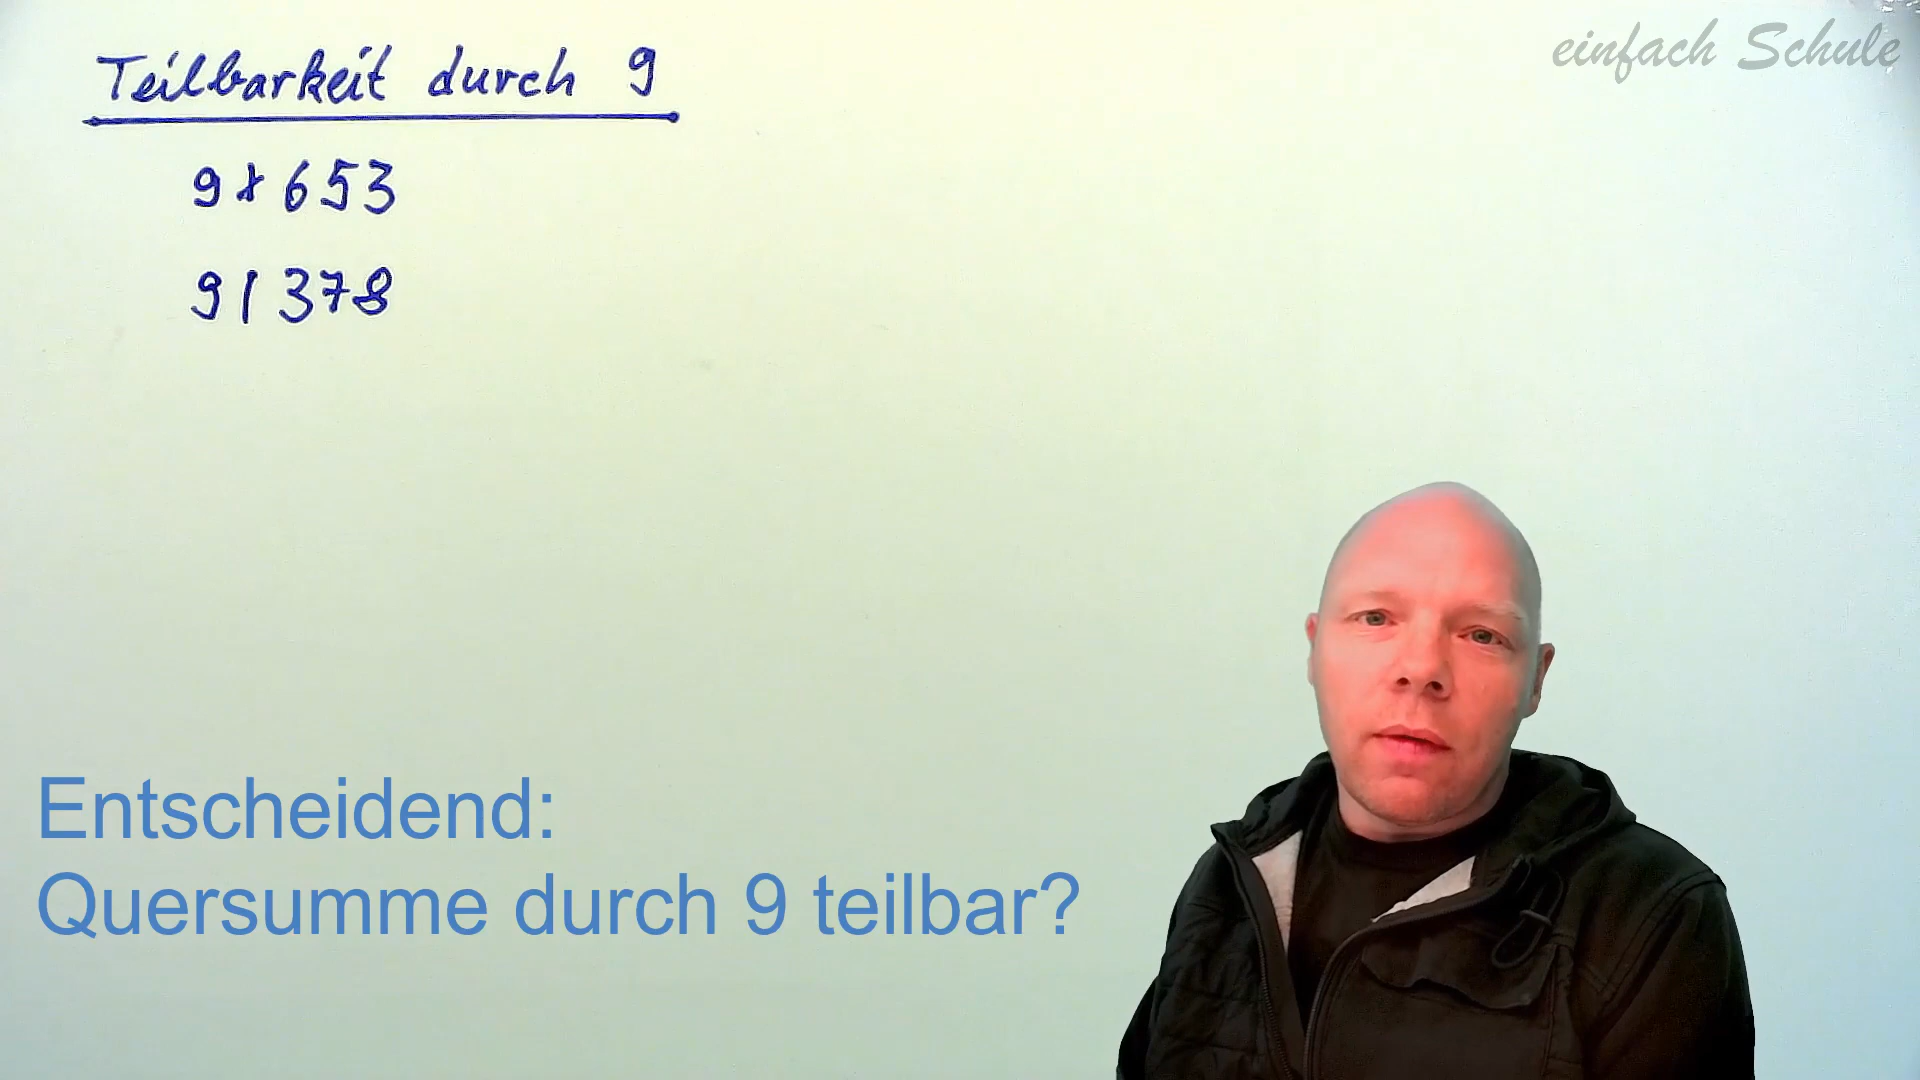 Teilbarkeit durch 9
einfach Schule
9 ∤ 653
9 | 378
Entscheidend:
Quersumme durch 9 teilbar?